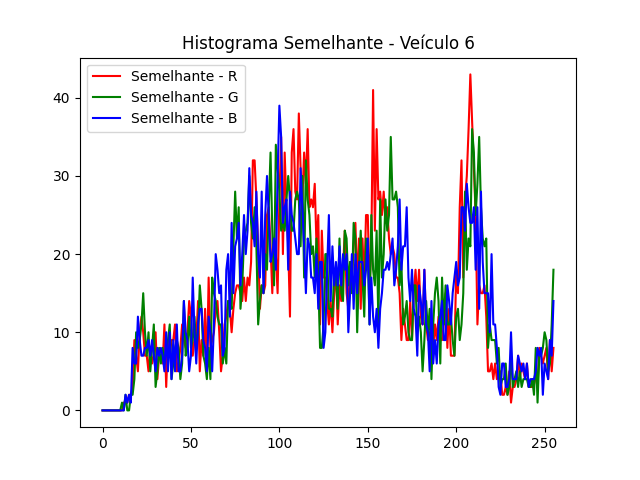 Histograma Semelhante - Veículo 6
Semelhante - R
Semelhante - G
Semelhante - B
40
30
20
10
0
0 50 100 150 200 250